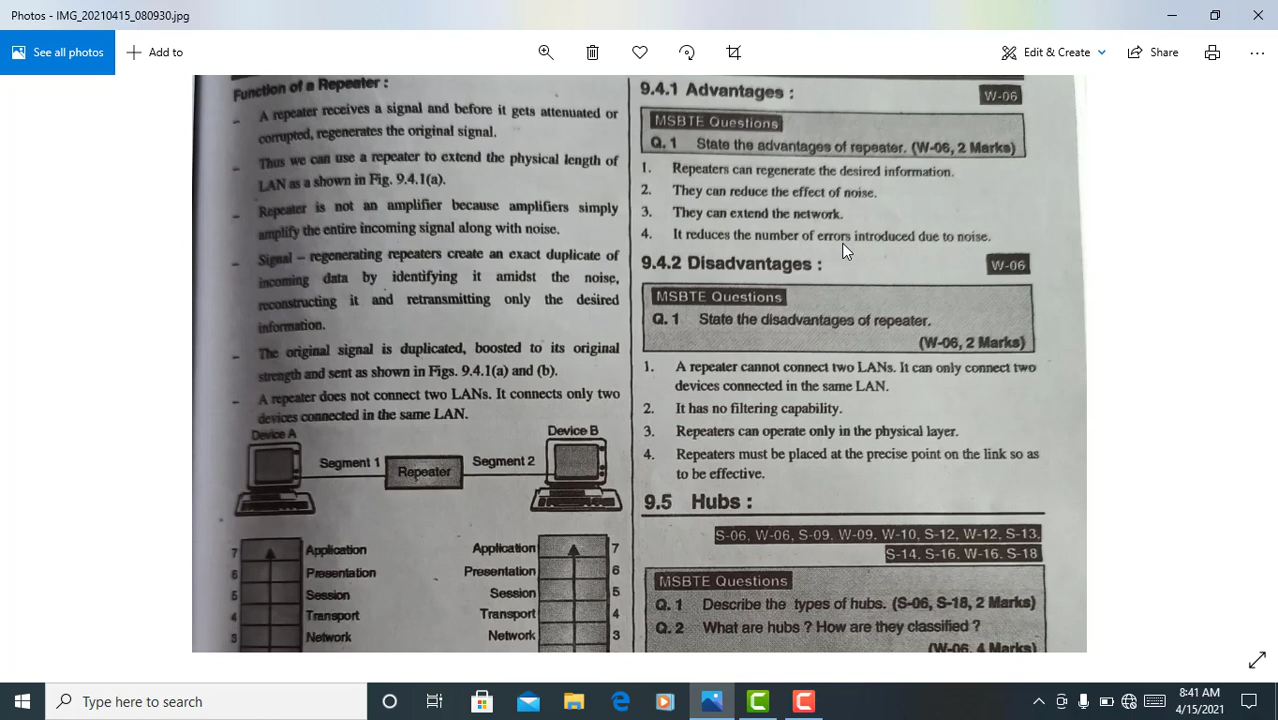 Photos - IMG_20210415_080930.jpg
See all photos
Add to
Edit & Create
Share
Function of a Repeater :
– A repeater receives a signal and before it gets attenuated or
corrupted, regenerates the original signal.
– Thus we can use a repeater to extend the physical length of
LAN as a shown in Fig. 9.4.1(a).
– Repeater is not an amplifier because amplifiers simply
amplify the entire incoming signal along with noise.
– Signal – regenerating repeaters create an exact duplicate of
incoming data by identifying it amidst the noise,
reconstructing it and retransmitting only the desired
information.
– The original signal is duplicated, boosted to its original
strength and sent as shown in Figs. 9.4.1(a) and (b).
– A repeater does not connect two LANs. It connects only two
devices connected in the same LAN.
Device A
Device B
Segment 1
Repeater
Segment 2
7 Application
Application 7
6 Presentation
Presentation 6
5 Session
Session 5
4 Transport
Transport 4
3 Network
Network 3
9.4.1 Advantages :
W-06
MSBTE Questions
Q. 1 State the advantages of repeater. (W-06, 2 Marks)
1. Repeaters can regenerate the desired information.
2. They can reduce the effect of noise.
3. They can extend the network.
4. It reduces the number of errors introduced due to noise.
9.4.2 Disadvantages :
W-06
MSBTE Questions
Q. 1 State the disadvantages of repeater.
(W-06, 2 Marks)
1. A repeater cannot connect two LANs. It can only connect two
devices connected in the same LAN.
2. It has no filtering capability.
3. Repeaters can operate only in the physical layer.
4. Repeaters must be placed at the precise point on the link so as
to be effective.
9.5 Hubs :
S-06, W-06, S-09, W-09, W-10, S-12, W-12, S-13,
S-14, S-16, W-16, S-18
MSBTE Questions
Q. 1 Describe the types of hubs. (S-06, S-18, 2 Marks)
Q. 2 What are hubs ? How are they classified ?
(W-06, 4 Marks)
Type here to search
8:41 AM
4/15/2021